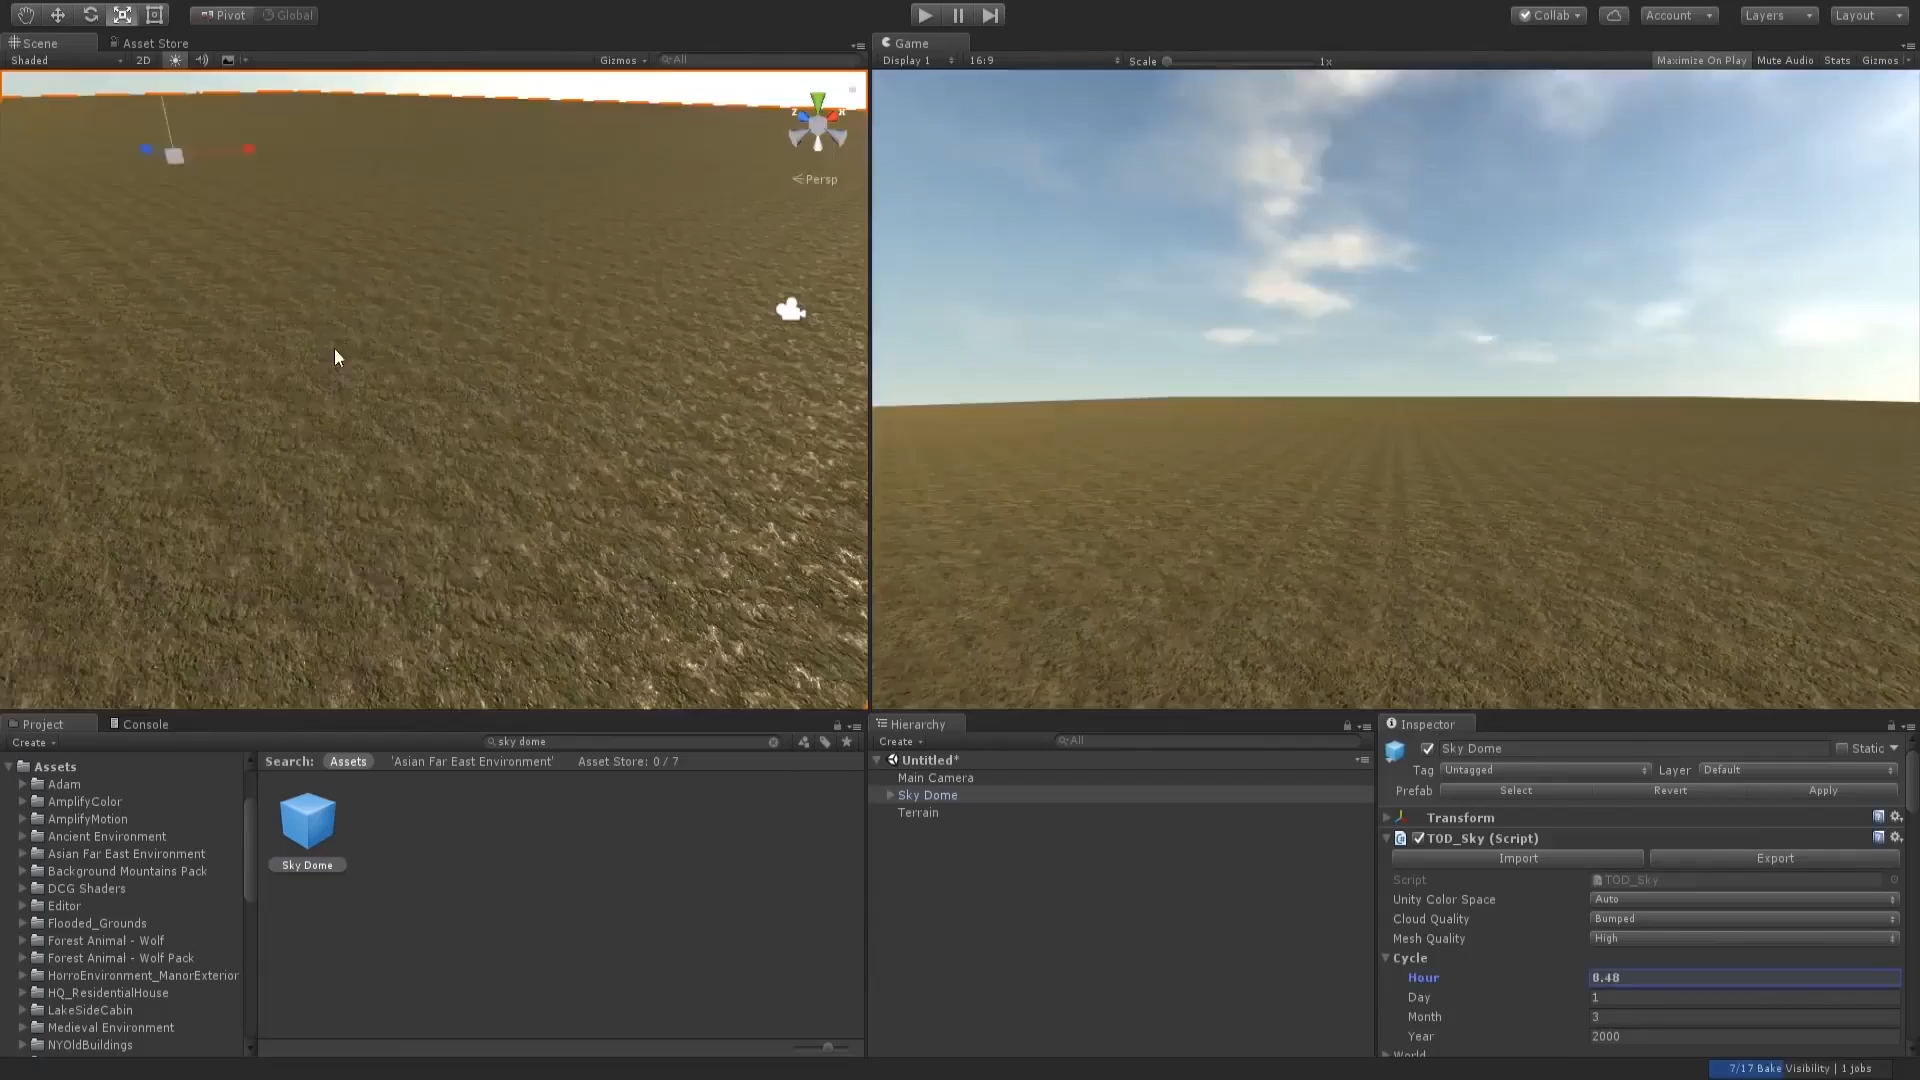 Pivot Global Collab Account Layers Layout
Scene Asset Store
Shaded 2D Gizmos All
Game
Display 1 16:9 Scale 1x Maximize On Play Mute Audio Stats Gizmos
Z X
Persp
Project Console
Create sky dome
Assets
Adam
AmplifyColor
AmplifyMotion
Ancient Environment
Asian Far East Environment
Background Mountains Pack
DCG Shaders
Editor
Flooded_Grounds
Forest Animal - Wolf
Forest Animal - Wolf Pack
HorroEnvironment_ManorExterior
HQ_ResidentialHouse
LakeSideCabin
Medieval Environment
NYOldBuildings
Search: Assets 'Asian Far East Environment' Asset Store: 0 / 7
Sky Dome
Hierarchy
Create All
Untitled*
Main Camera
Sky Dome
Terrain
Inspector
Sky Dome Static
Tag Untagged Layer Default
Prefab Select Revert Apply
Transform
TOD_Sky (Script)
Import Export
Script TOD_Sky
Unity Color Space Auto
Cloud Quality Bumped
Mesh Quality High
Cycle
Hour 8.48
Day 1
Month 3
Year 2000
World
7/17 Bake Visibility | 1 jobs